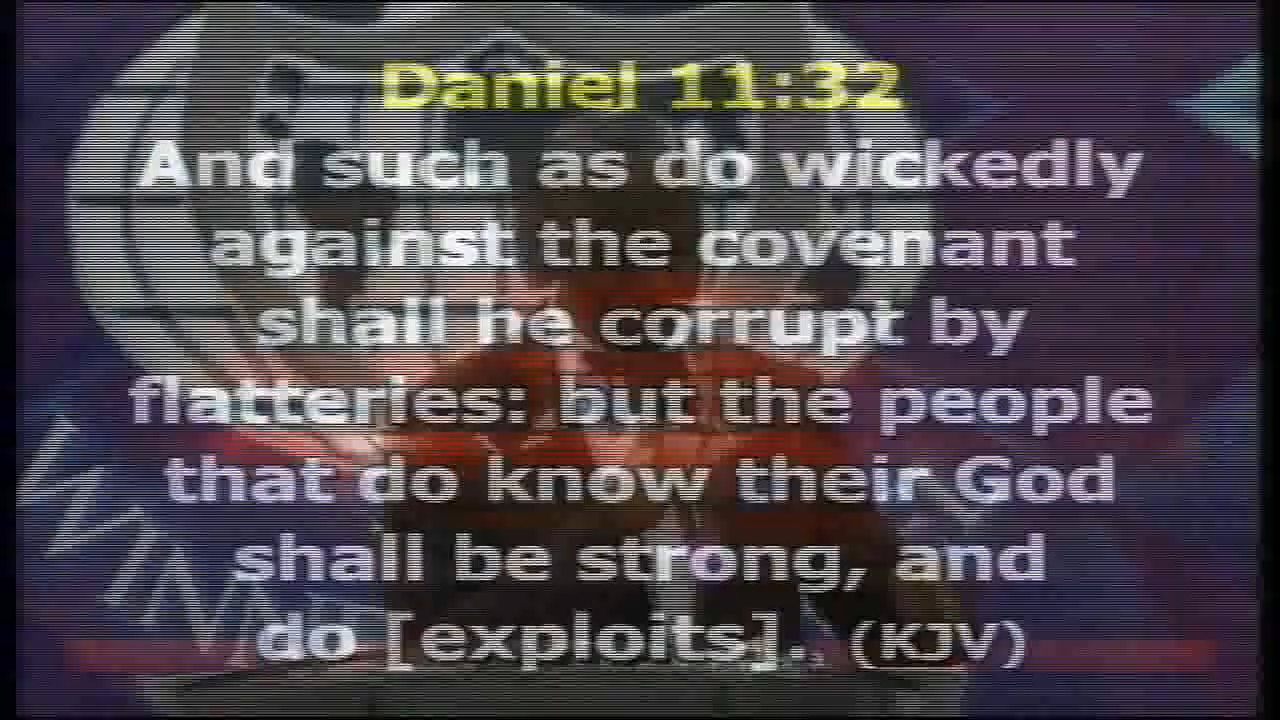 Daniel 11:32
And such as do wickedly
against the covenant
shall he corrupt by
flatteries: but the people
that do know their God
shall be strong, and
do [exploits]. (KJV)